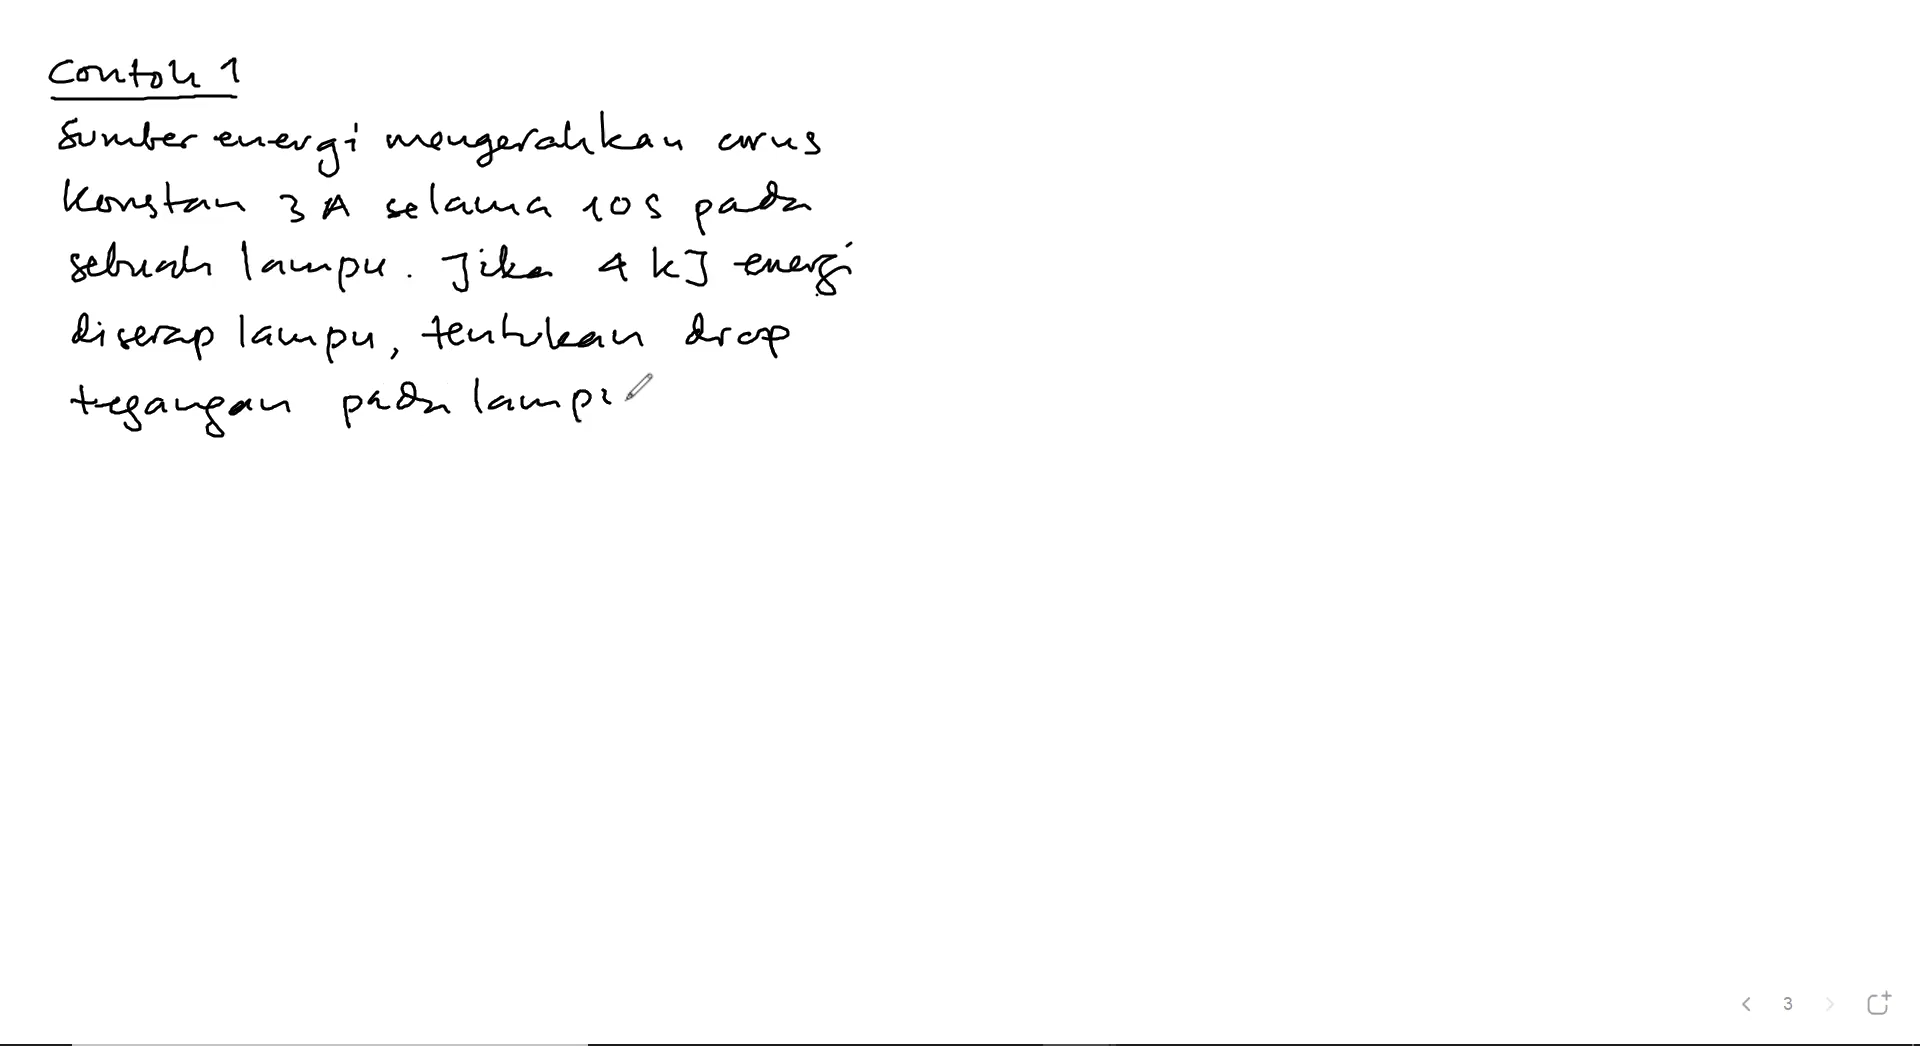 Contoh 1
Sumber energi mengerahkan arus
konstan 3 A selama 10 s pada
sebuah lampu. Jika 4 kJ energi
diserap lampu, tentukan drop
tegangan pada lampu
3